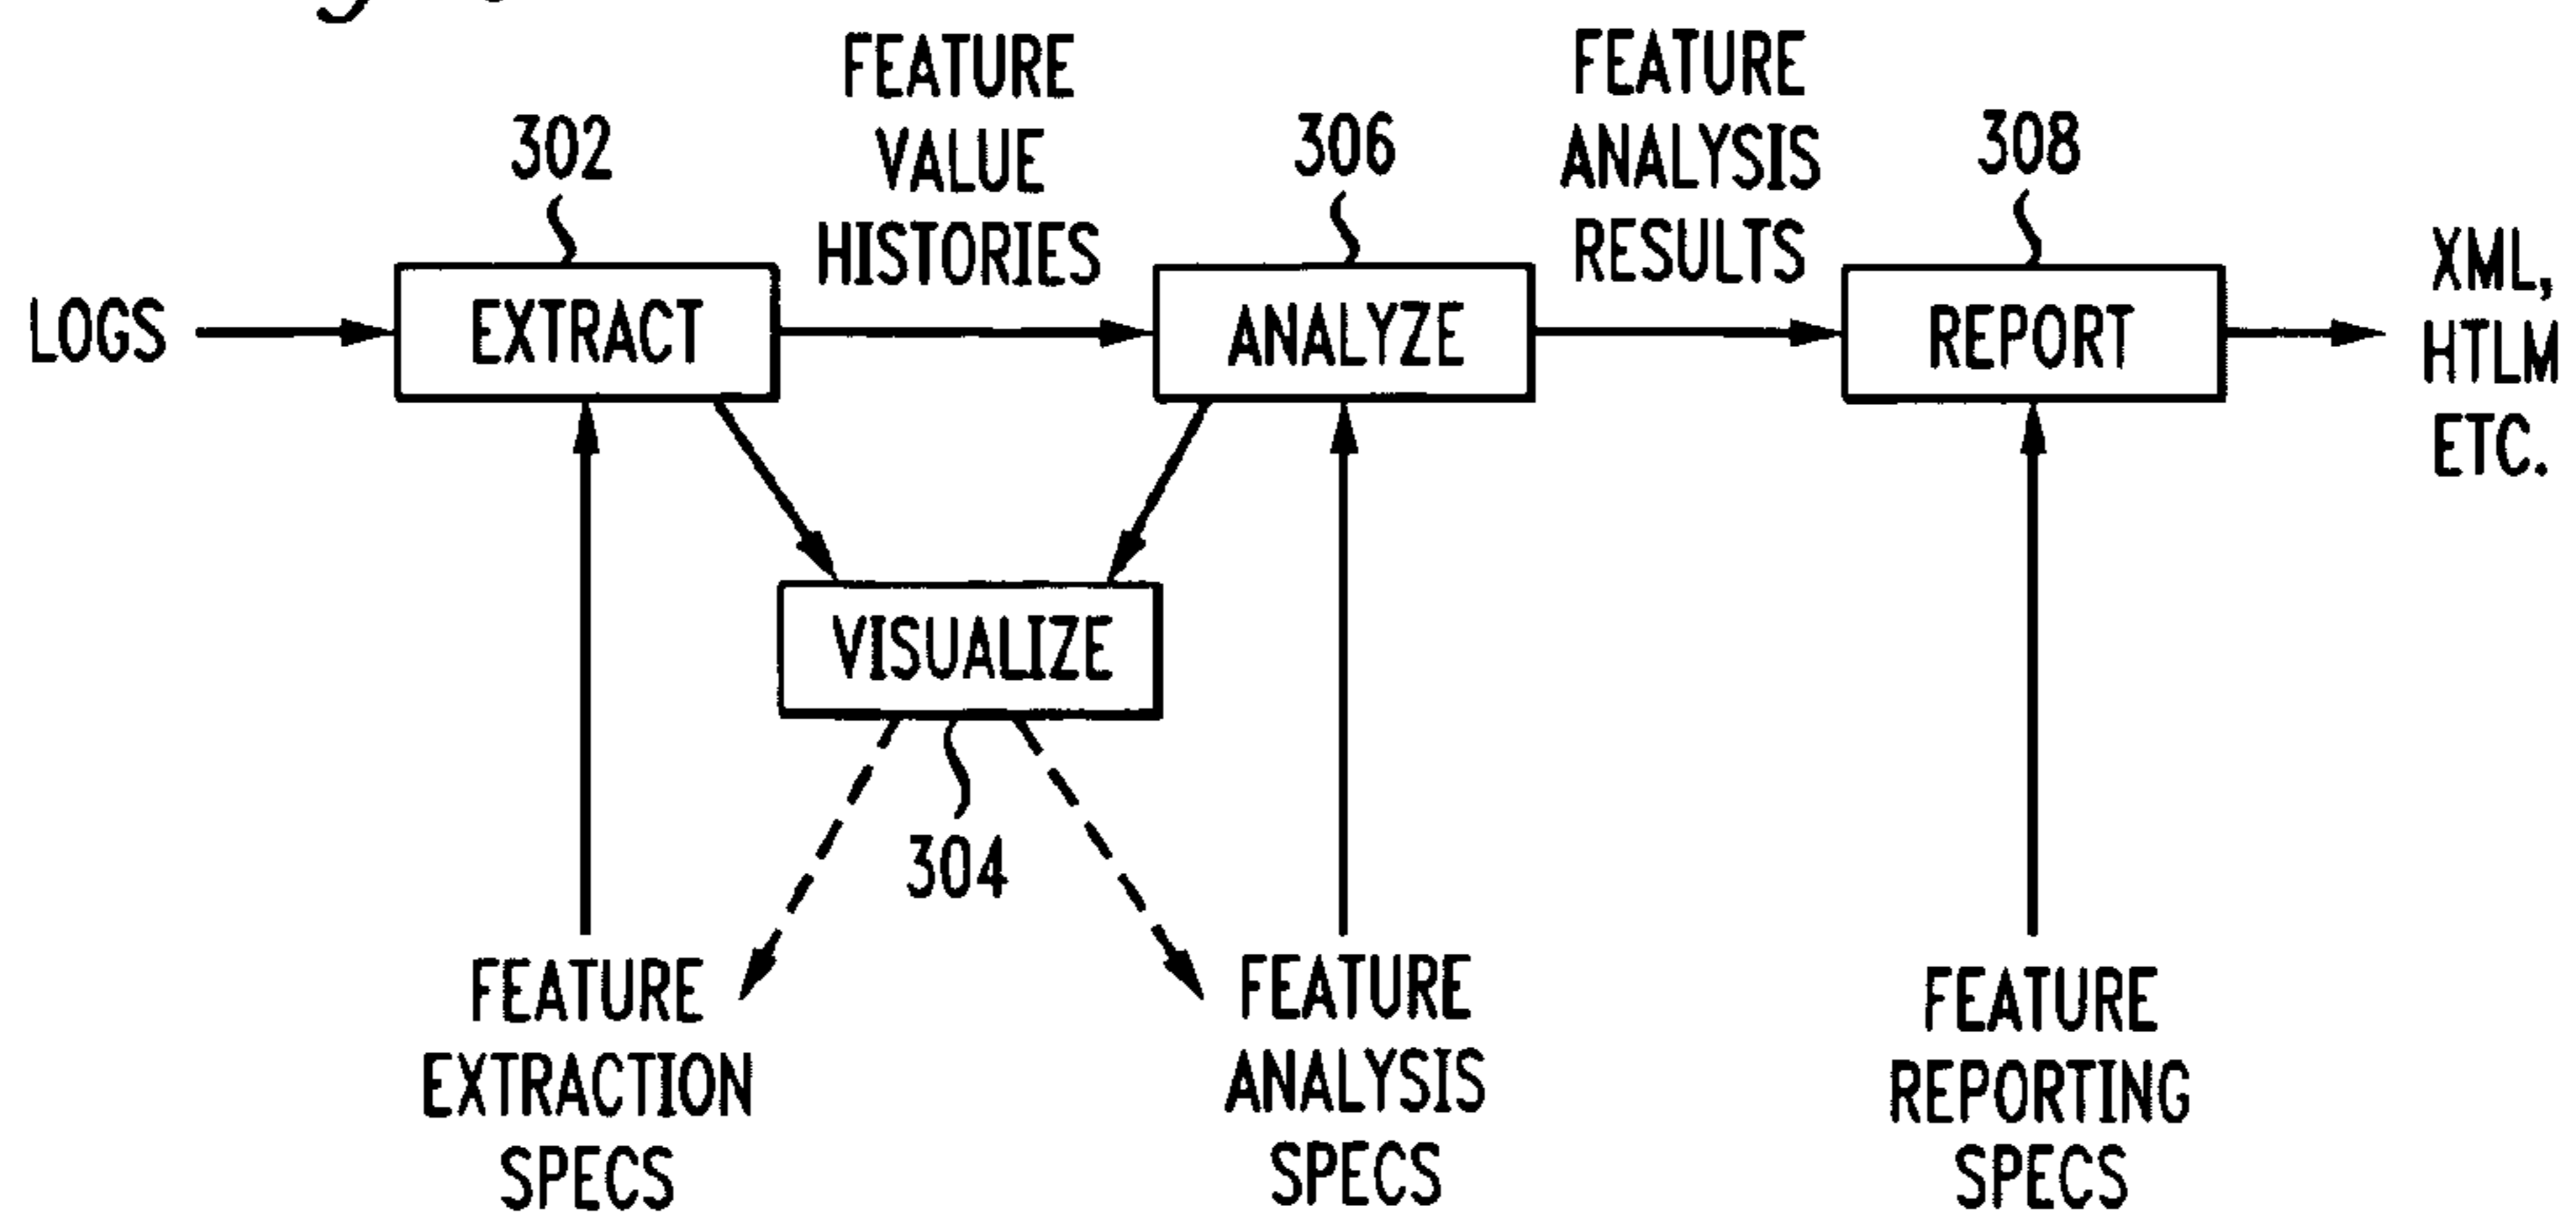 FEATURE
VALUE
HISTORIES
FEATURE
ANALYSIS
RESULTS
302
306
308
LOGS
EXTRACT
ANALYZE
REPORT
XML,
HTLM
ETC.
VISUALIZE
304
FEATURE
EXTRACTION
SPECS
FEATURE
ANALYSIS
SPECS
FEATURE
REPORTING
SPECS